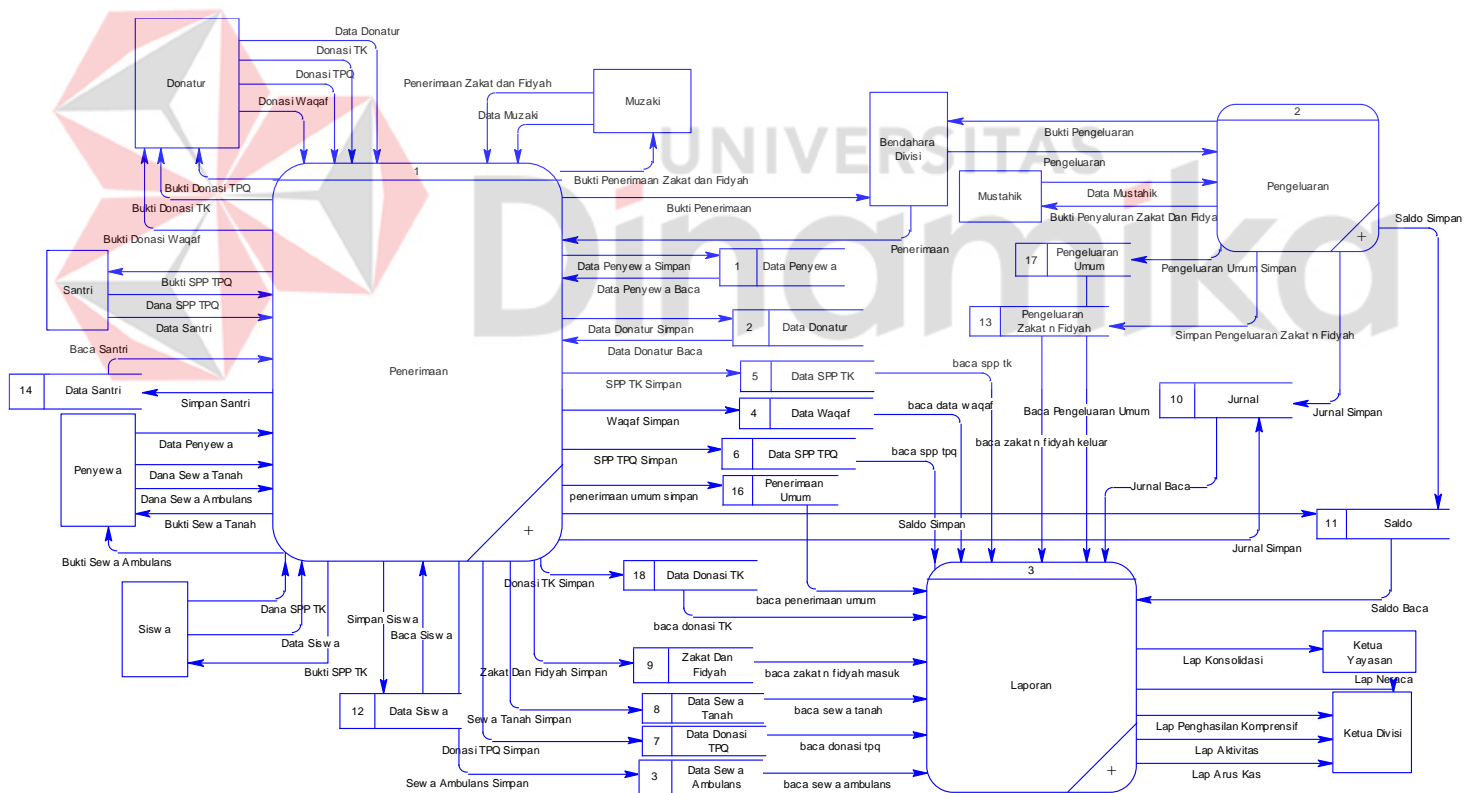 Data Donatur
Donasi TK
Donasi TPQ
Donasi Waqaf
Donatur
Penerimaan Zakat dan Fidyah
Data Muzaki
Muzaki
Bukti Penerimaan Zakat dan Fidyah
Bukti Donasi TPQ
Bukti Donasi TK
Bukti Donasi Waqaf
UNIVERSITAS
Dinamika
Bendahara
Divisi
Bukti Pengeluaran
Pengeluaran
2
Pengeluaran
+
Mustahik
Data Mustahik
Bukti Penyaluran Zakat Dan Fidya
Saldo Simpan
1
Penerimaan
+
Bukti Penerimaan
Penerimaan
Data Penyewa Simpan
1
Data Penyewa
Data Penyewa Baca
17
Pengeluaran
Umum
Pengeluaran Umum Simpan
Santri
Bukti SPP TPQ
Dana SPP TPQ
Data Santri
Data Donatur Simpan
2
Data Donatur
Data Donatur Baca
13
Pengeluaran
Zakat n Fidyah
Simpan Pengeluaran Zakat n Fidyah
Baca Santri
14
Data Santri
Simpan Santri
SPP TK Simpan
5
Data SPP TK
baca spp tk
Waqaf Simpan
4
Data Waqaf
baca data waqaf
Baca Pengeluaran Umum
10
Jurnal
Jurnal Simpan
Penyewa
Data Penyewa
Dana Sewa Tanah
Dana Sewa Ambulans
Bukti Sewa Tanah
Bukti Sewa Ambulans
SPP TPQ Simpan
6
Data SPP TPQ
baca spp tpq
baca zakat n fidyah keluar
penerimaan umum simpan
16
Penerimaan
Umum
Jurnal Baca
Saldo Simpan
11
Saldo
Jurnal Simpan
Siswa
Dana SPP TK
Data Siswa
Bukti SPP TK
Simpan Siswa
Baca Siswa
Donasi TK Simpan
18
Data Donasi TK
baca penerimaan umum
baca donasi TK
3
Laporan
+
Saldo Baca
Zakat Dan Fidyah Simpan
9
Zakat Dan
Fidyah
baca zakat n fidyah masuk
Lap Konsolidasi
Ketua
Yayasan
Lap Neraca
12
Data Siswa
Sewa Tanah Simpan
8
Data Sewa
Tanah
baca sewa tanah
Lap Penghasilan Komprensif
Ketua Divisi
Donasi TPQ Simpan
7
Data Donasi
TPQ
baca donasi tpq
Lap Aktivitas
Lap Arus Kas
Sewa Ambulans Simpan
3
Data Sewa
Ambulans
baca sewa ambulans